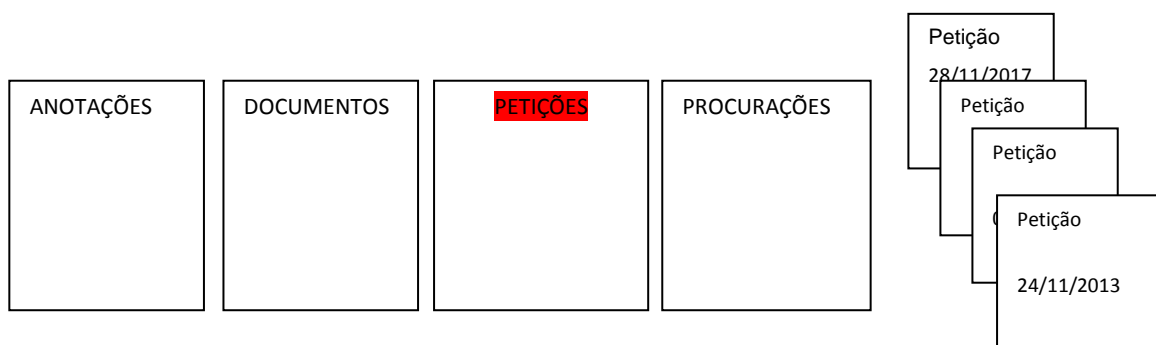 ANOTAÇÕES
DOCUMENTOS
PETIÇÕES
PROCURAÇÕES
Petição
28/11/2017
Petição
Petição
Petição
24/11/2013